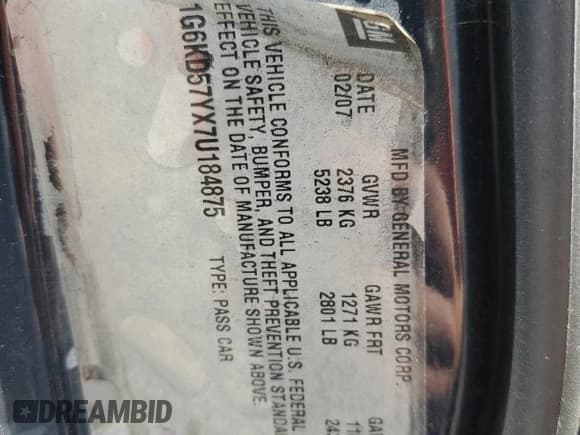 GM
MFD BY GENERAL MOTORS CORP.
DATE GVWR GAWR FRT
02/07 2376 KG 1271 KG
5238 LB 2801 LB
THIS VEHICLE CONFORMS TO ALL APPLICABLE U.S. FEDERAL
VEHICLE SAFETY, BUMPER, AND THEFT PREVENTION
EFFECT ON THE DATE OF MANUFACTURE SHOWN ABOVE.
1G6KD57YX7U184875 TYPE: PASS CAR
DREAMBID